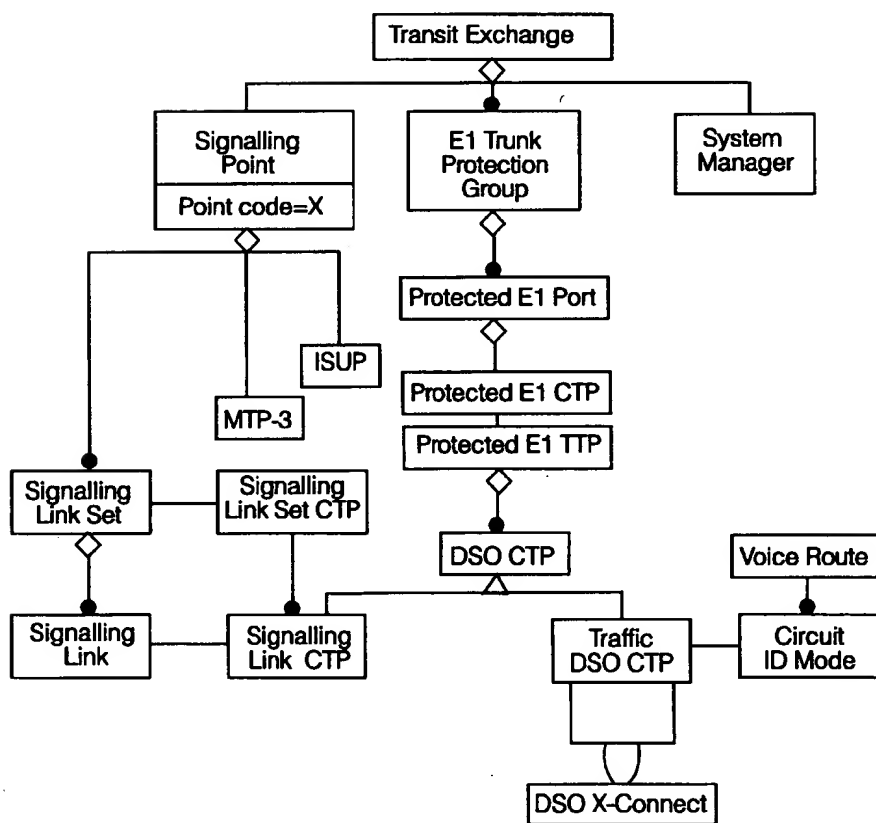 Transit Exchange
Signalling
Point
Point code=X
E1 Trunk
Protection
Group
System
Manager
Protected E1 Port
ISUP
MTP-3
Protected E1 CTP
Protected E1 TTP
Signalling
Link Set
Signalling
Link Set CTP
DSO CTP
Voice Route
Signalling
Link
Signalling
Link CTP
Traffic
DSO CTP
Circuit
ID Mode
DSO X-Connect